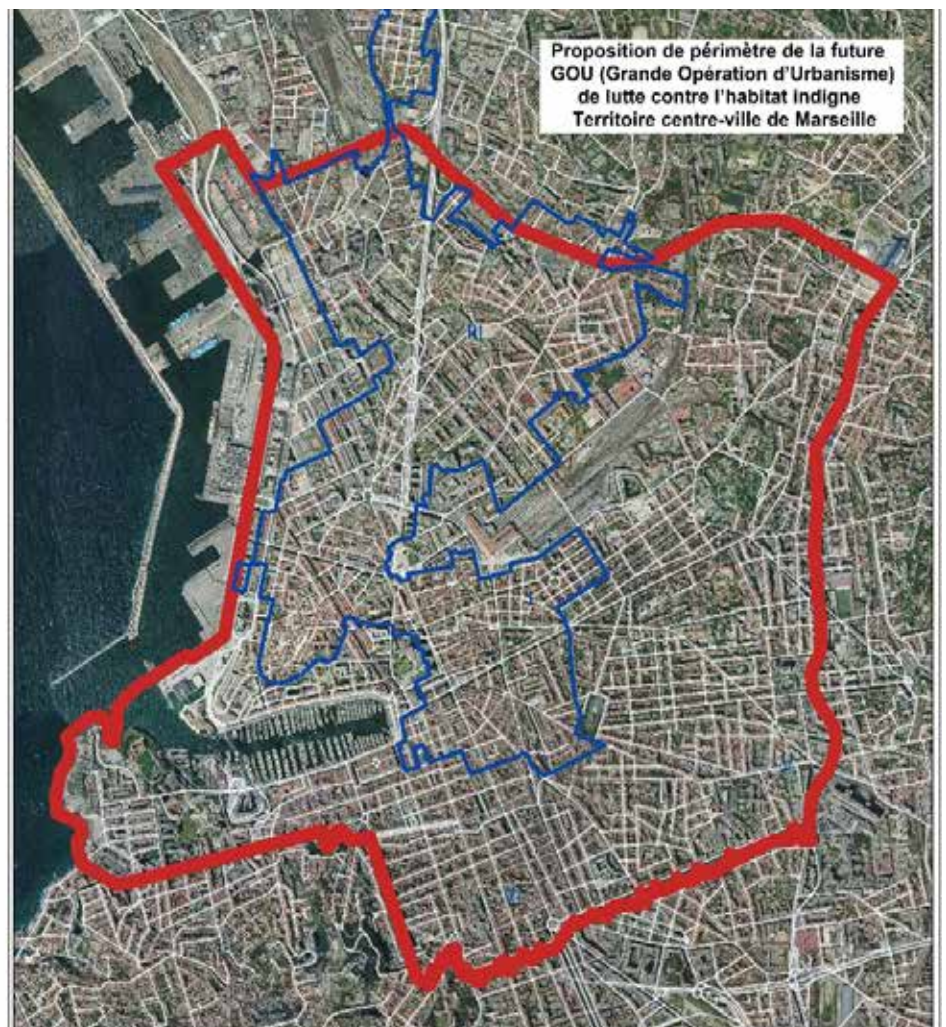 Proposition de périmètre de la future
GOU (Grande Opération d'Urbanisme)
de lutte contre l'habitat indigne
Territoire centre-ville de Marseille